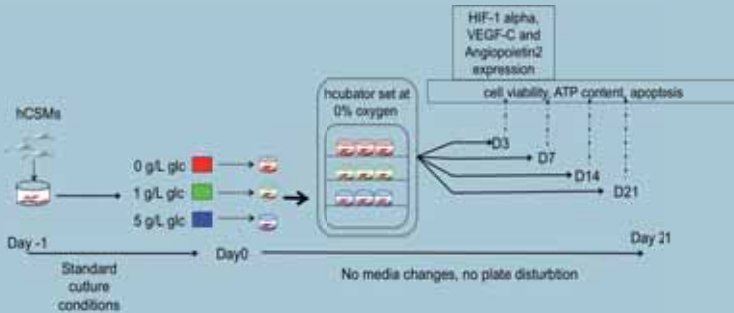 HIF-1 alpha,
VEGF-C and
Angiopoietin2
expression
cell viability, ATP content, apoptosis
hCSMs
Incubator set at
0% oxygen
0 g/L glc
1 g/L glc
5 g/L glc
D3
D7
D14
D21
Day -1
Day0
Day 21
Standard
cutlure
conditions
No media changes, no plate disturbtion